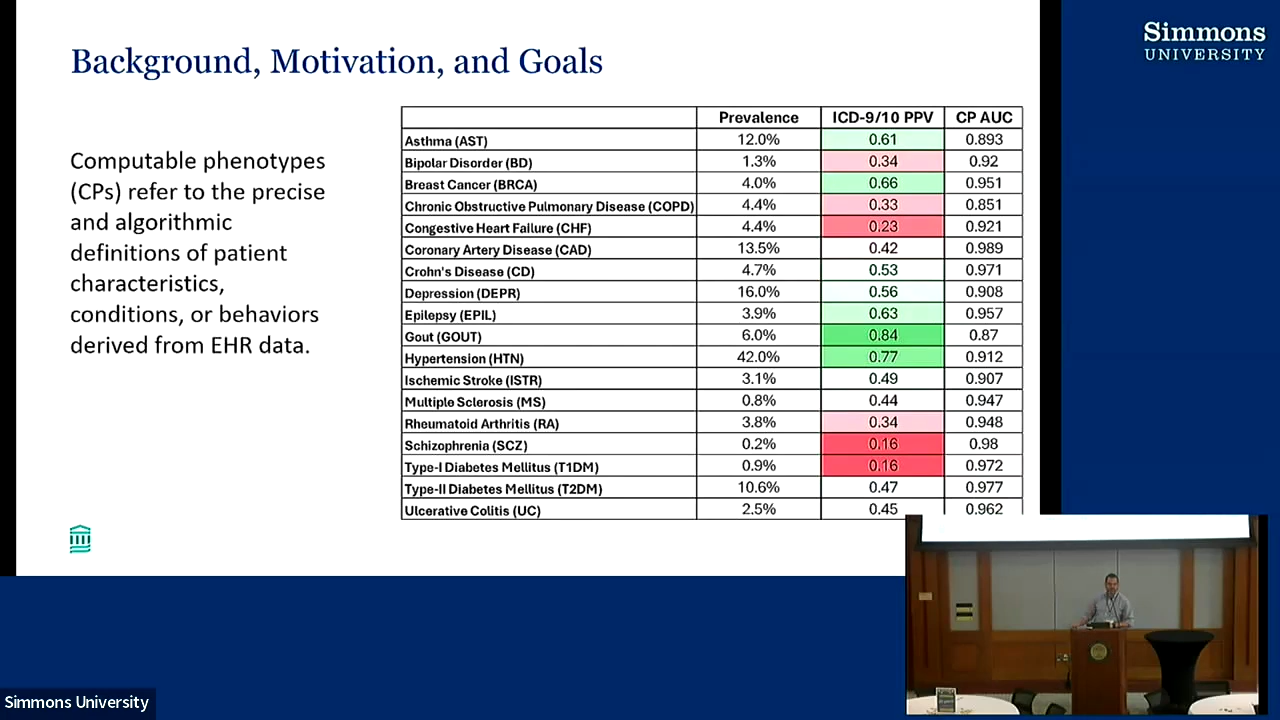 Background, Motivation, and Goals
Simmons
UNIVERSITY
Computable phenotypes
(CPs) refer to the precise
and algorithmic
definitions of patient
characteristics,
conditions, or behaviors
derived from EHR data.
Prevalence ICD-9/10 PPV CP AUC
Asthma (AST) 12.0% 0.61 0.893
Bipolar Disorder (BD) 1.3% 0.34 0.92
Breast Cancer (BRCA) 4.0% 0.66 0.951
Chronic Obstructive Pulmonary Disease (COPD) 4.4% 0.33 0.851
Congestive Heart Failure (CHF) 4.4% 0.23 0.921
Coronary Artery Disease (CAD) 13.5% 0.42 0.989
Crohn's Disease (CD) 4.7% 0.53 0.971
Depression (DEPR) 16.0% 0.56 0.908
Epilepsy (EPIL) 3.9% 0.63 0.957
Gout (GOUT) 6.0% 0.84 0.87
Hypertension (HTN) 42.0% 0.77 0.912
Ischemic Stroke (ISTR) 3.1% 0.49 0.907
Multiple Sclerosis (MS) 0.8% 0.44 0.947
Rheumatoid Arthritis (RA) 3.8% 0.34 0.948
Schizophrenia (SCZ) 0.2% 0.16 0.98
Type-I Diabetes Mellitus (T1DM) 0.9% 0.16 0.972
Type-II Diabetes Mellitus (T2DM) 10.6% 0.47 0.977
Ulcerative Colitis (UC) 2.5% 0.45 0.962
Simmons University